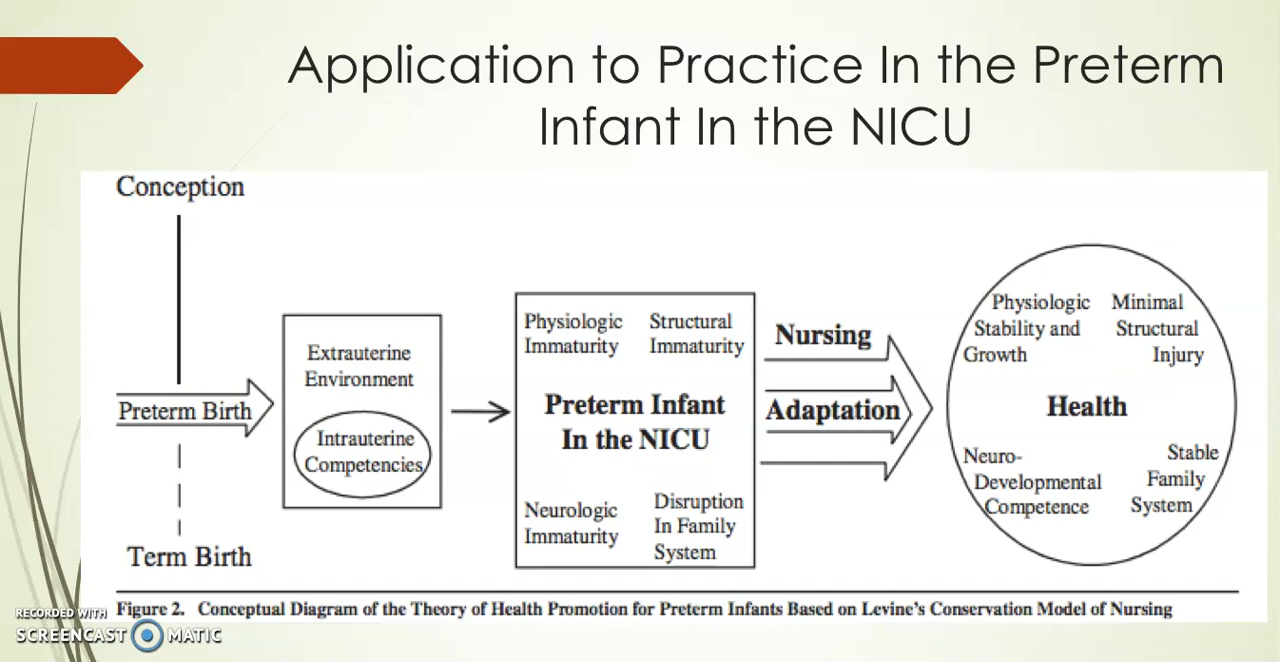 Application to Practice In the Preterm
Infant In the NICU
Conception
Preterm Birth
Term Birth
Extrauterine
Environment
Intrauterine
Competencies
Physiologic
Immaturity
Structural
Immaturity
Preterm Infant
In the NICU
Neurologic
Immaturity
Disruption
In Family
System
Nursing
Adaptation
Physiologic
Stability and
Growth
Minimal
Structural
Injury
Health
Neuro-
Developmental
Competence
Stable
Family
System
Figure 2. Conceptual Diagram of the Theory of Health Promotion for Preterm Infants Based on Levine's Conservation Model of Nursing
RECORDED WITH
SCREENCAST MATIC